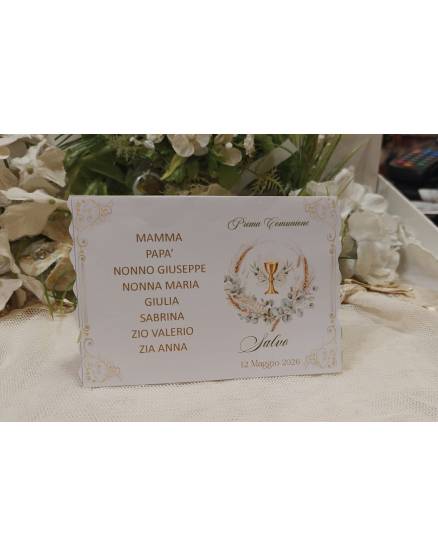 MAMMA
PAPA'
NONNO GIUSEPPE
NONNA MARIA
GIULIA
SABRINA
ZIO VALERIO
ZIA ANNA
Prima Comunione
Salvo
12 Maggio 2026